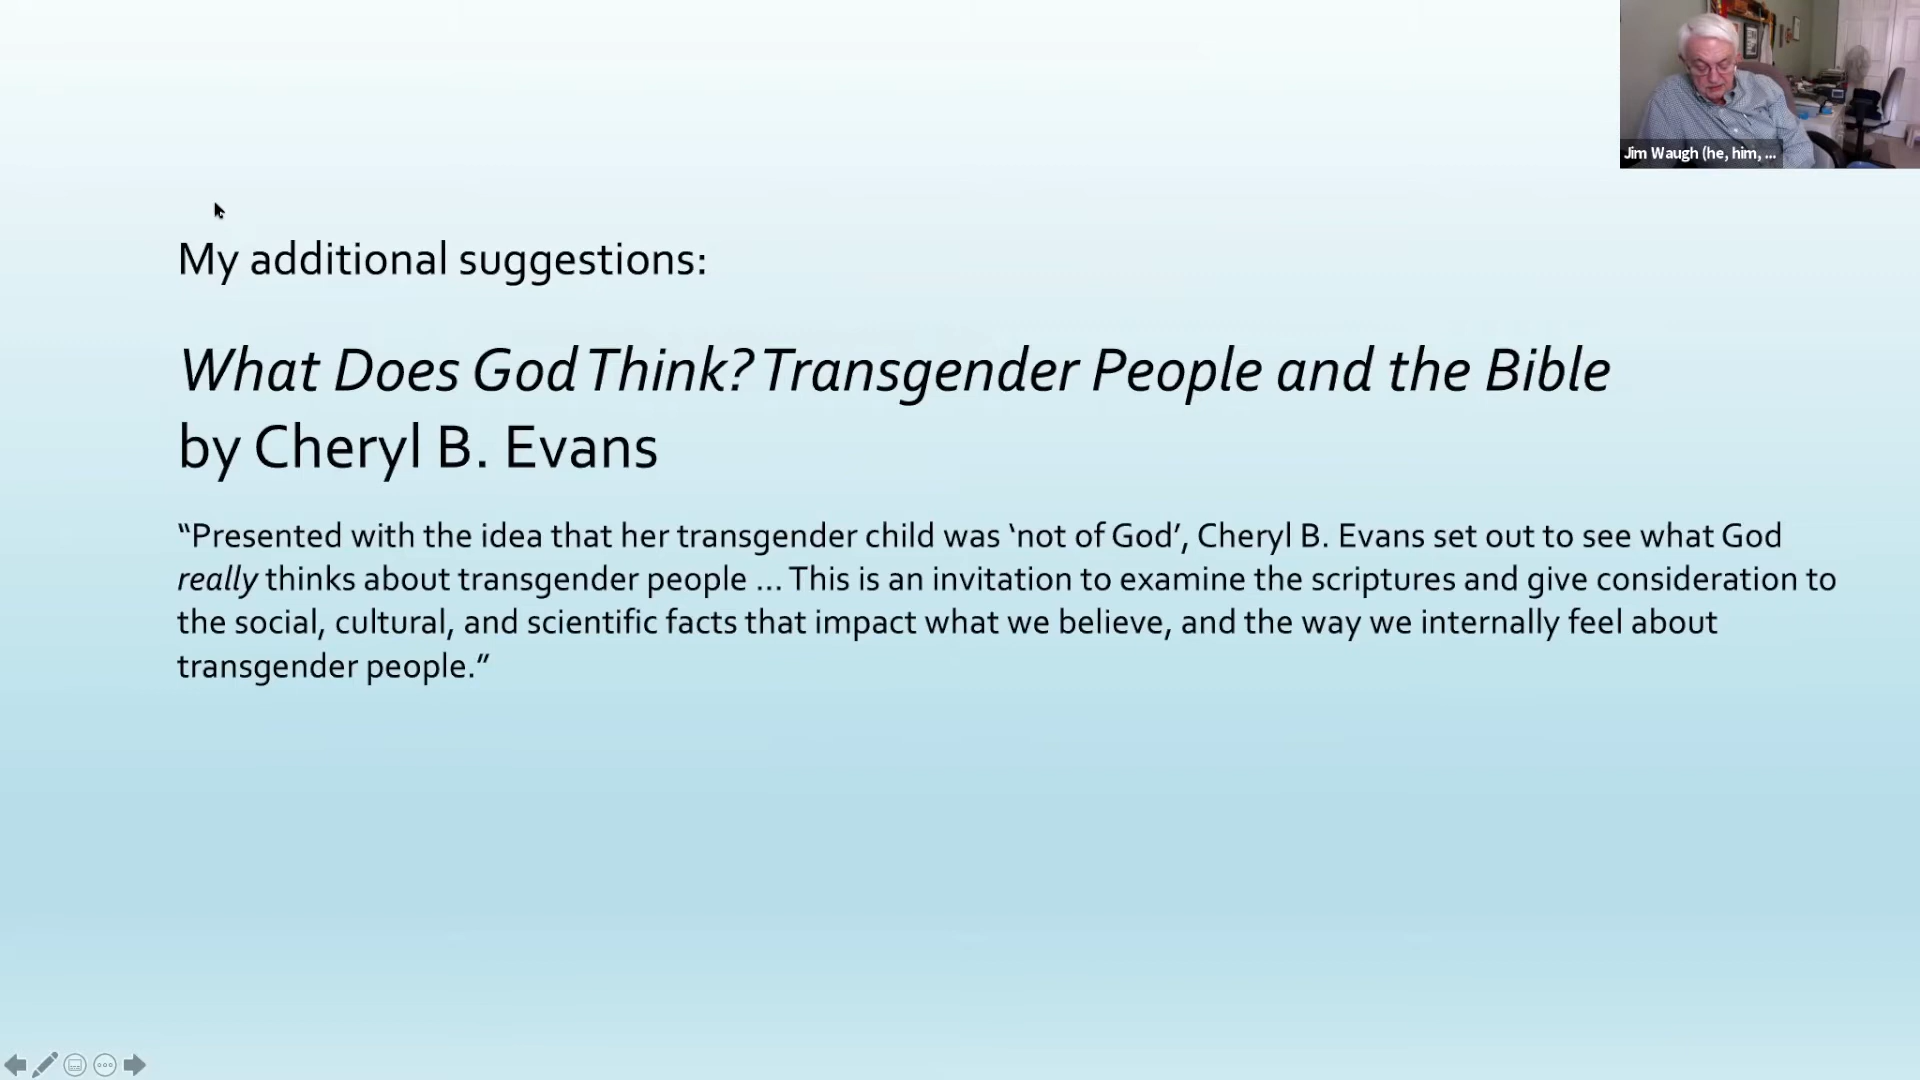 Jim Waugh (he, him, ...
My additional suggestions:
What Does God Think? Transgender People and the Bible
by Cheryl B. Evans
“Presented with the idea that her transgender child was ‘not of God’, Cheryl B. Evans set out to see what God
really thinks about transgender people ... This is an invitation to examine the scriptures and give consideration to
the social, cultural, and scientific facts that impact what we believe, and the way we internally feel about
transgender people.”